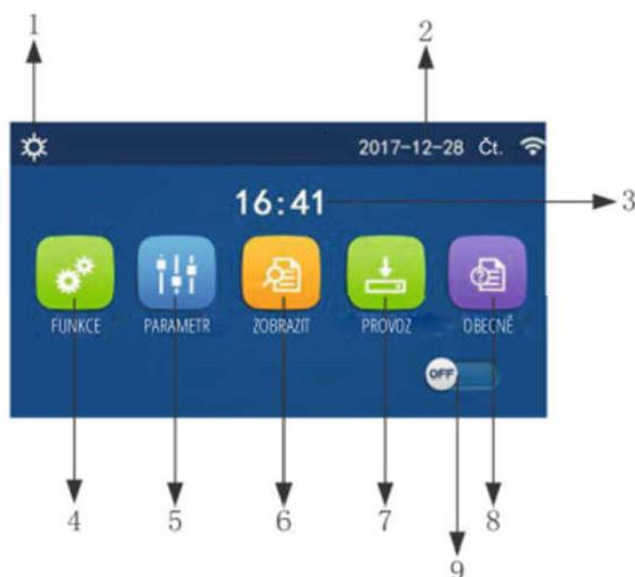 1 2
2017-12-28 Čt.
16:41 3
FUNKCE PARAMETR ZOBRAZIT PROVOZ OBECNĚ
OFF
4 5 6 7 8
9